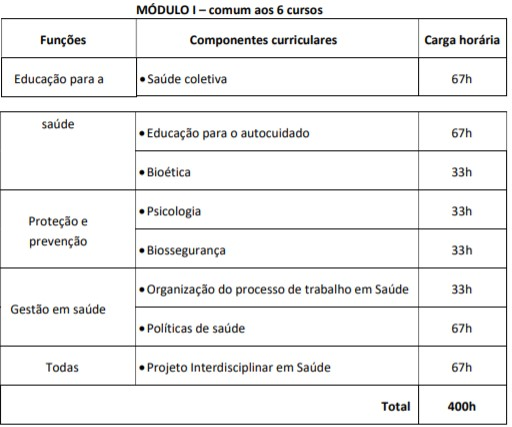 MÓDULO I – comum aos 6 cursos
Funções Componentes curriculares Carga horária
Educação para a • Saúde coletiva 67h
saúde • Educação para o autocuidado 67h
• Bioética 33h
Proteção e prevenção • Psicologia 33h
• Biossegurança 33h
Gestão em saúde • Organização do processo de trabalho em Saúde 33h
• Políticas de saúde 67h
Todas • Projeto Interdisciplinar em Saúde 67h
Total 400h